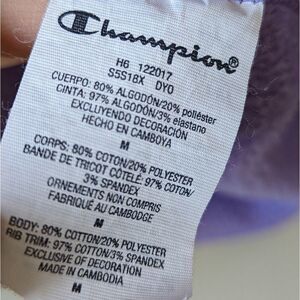 Champion
H6 122017
S5S1BX DYO
CUERPO: 80% ALGODÓN/20% poliéster
CINTA: 97% ALGODÓN/3% elastano
EXCLUYENDO DECORACIÓN
HECHO EN CAMBOYA
M
CORPS: 80% COTON/20% POLYESTER
BANDE DE TRICOT CÔTELÉ: 97% COTON/
3% SPANDEX
ORNEMENTS NON COMPRIS
FABRIQUÉ AU CAMBODGE
M
BODY: 80% COTTON/20% POLYESTER
RIB TRIM: 97% COTTON/3% SPANDEX
EXCLUSIVE OF DECORATION
MADE IN CAMBODIA
M